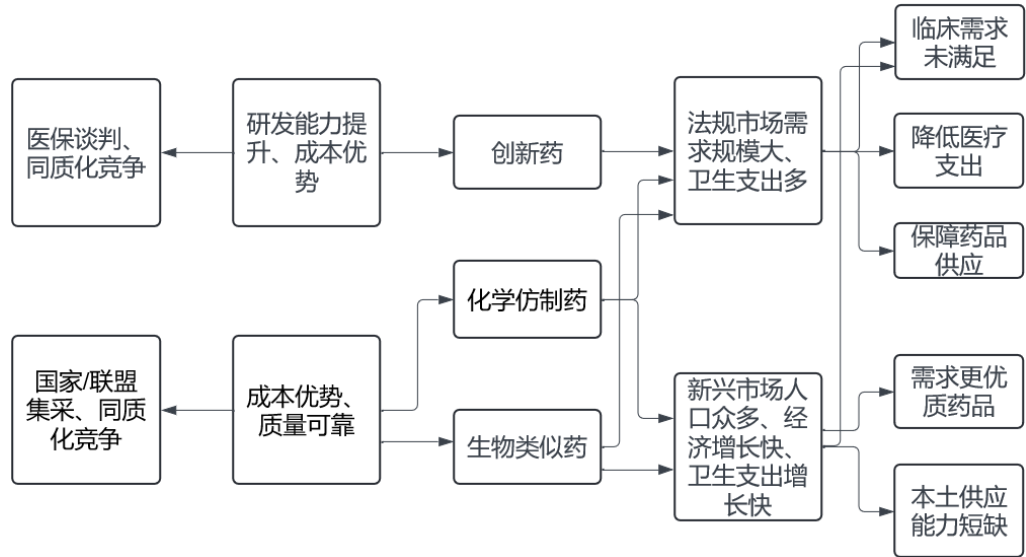 医保谈判、
同质化竞争
研发能力提
升、成本优
势
创新药
法规市场需
求规模大、
卫生支出多
临床需求
未满足
降低医疗
支出
保障药品
供应
国家/联盟
集采、同质
化竞争
成本优势、
质量可靠
化学仿制药
生物类似药
新兴市场人
口众多、经
济增长快、
卫生支出增
长快
需求更优
质药品
本土供应
能力短缺